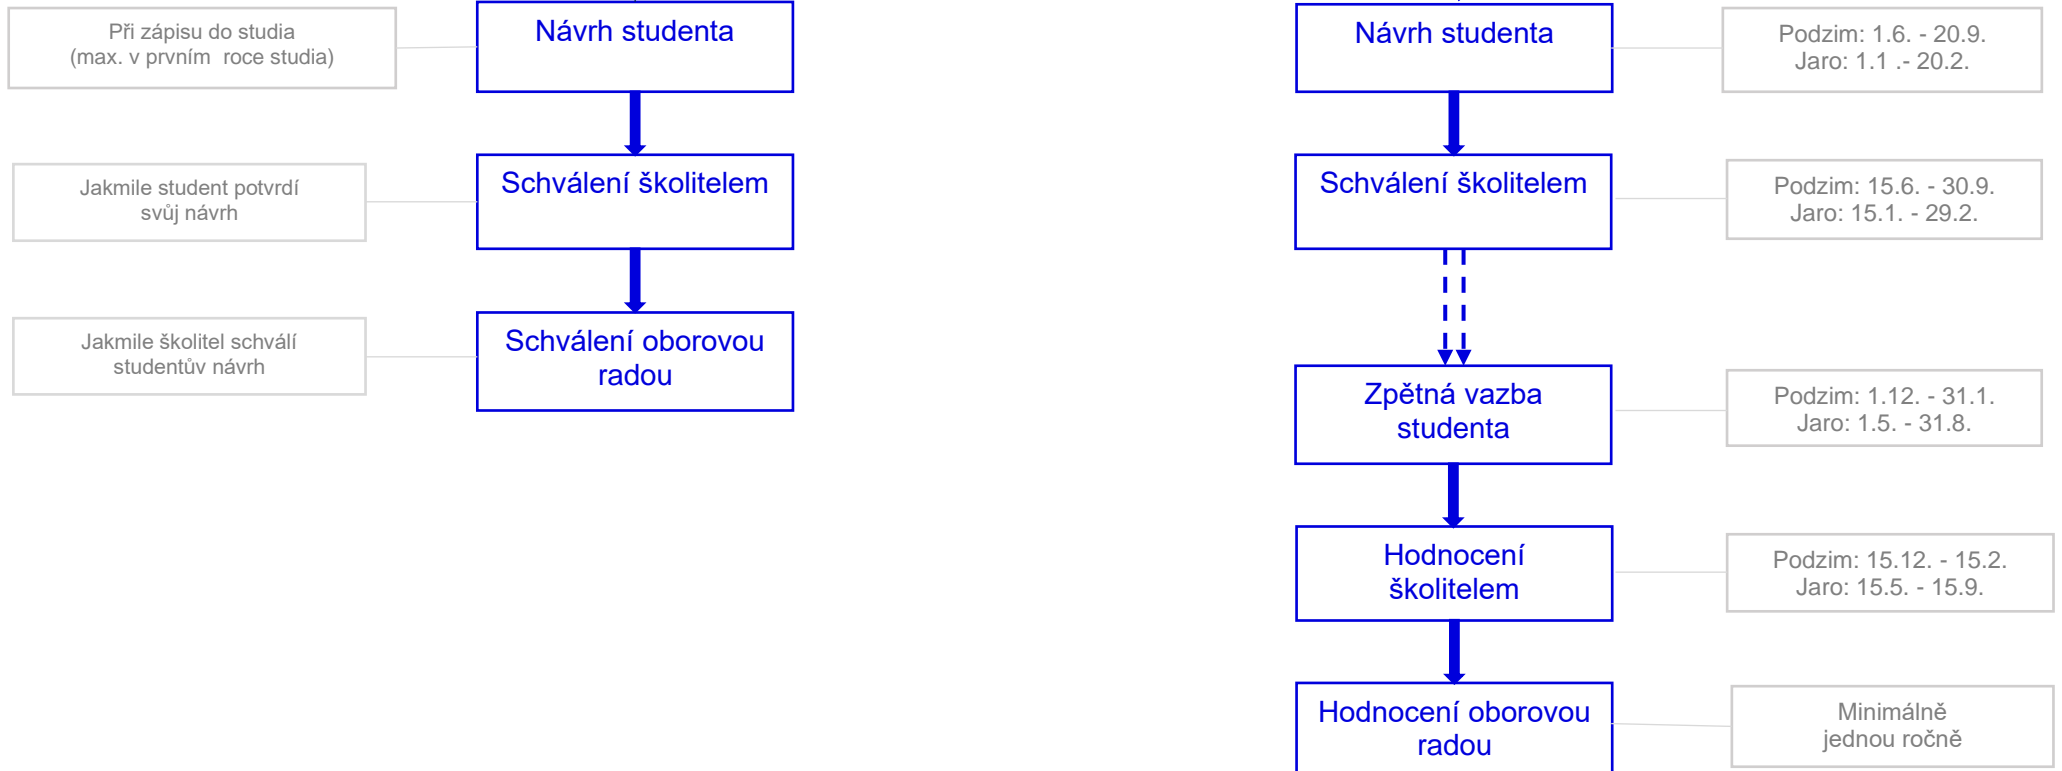 Při zápisu do studia
(max. v prvním  roce studia)
Návrh studenta
Jakmile student potvrdí
svůj návrh
Schválení školitelem
Jakmile školitel schválí
studentův návrh
Schválení oborovou
radou
Návrh studenta
Podzim: 1.6. - 20.9.
Jaro: 1.1 .- 20.2.
Schválení školitelem
Podzim: 15.6. - 30.9.
Jaro: 15.1. - 29.2.
Zpětná vazba
studenta
Podzim: 1.12. - 31.1.
Jaro: 1.5. - 31.8.
Hodnocení
školitelem
Podzim: 15.12. - 15.2.
Jaro: 15.5. - 15.9.
Hodnocení oborovou
radou
Minimálně
jednou ročně